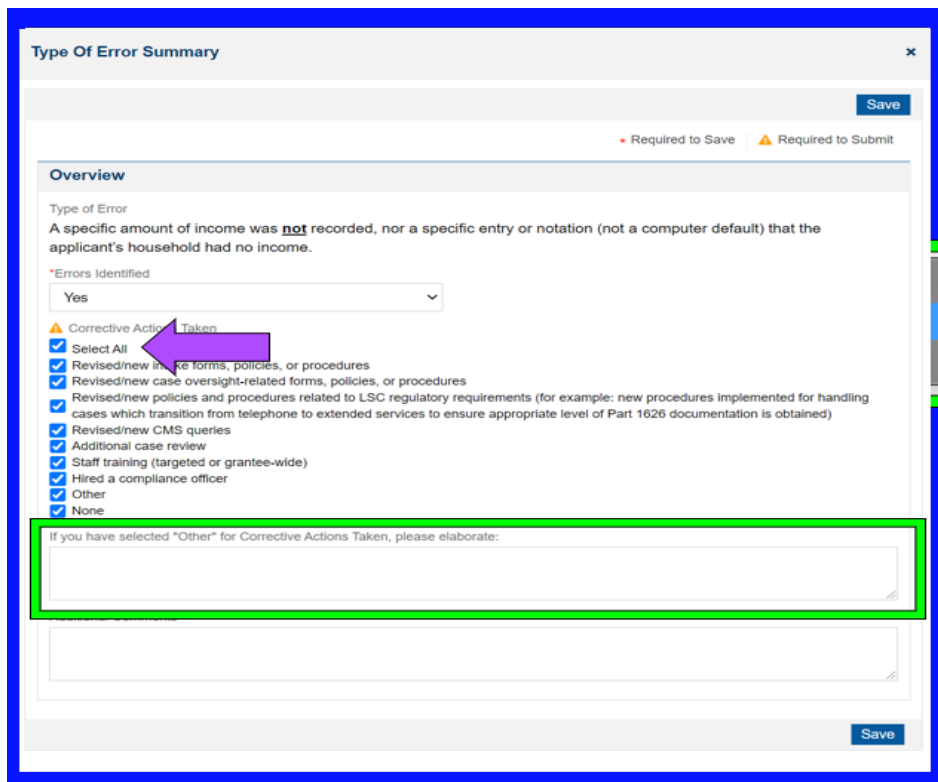 Type Of Error Summary
×
Save
* Required to Save ⚠ Required to Submit
Overview
Type of Error
A specific amount of income was not recorded, nor a specific entry or notation (not a computer default) that the
applicant's household had no income.
*Errors Identified
Yes
Corrective Action Taken
Select All
Revised/new forms, policies, or procedures
Revised/new case oversight-related forms, policies, or procedures
Revised/new policies and procedures related to LSC regulatory requirements (for example: new procedures implemented for handling
cases which transition from telephone to extended services to ensure appropriate level of Part 1626 documentation is obtained)
Revised/new CMS queries
Additional case review
Staff training (targeted or grantee-wide)
Hired a compliance officer
Other
None
If you have selected "Other" for Corrective Actions Taken, please elaborate:
Save